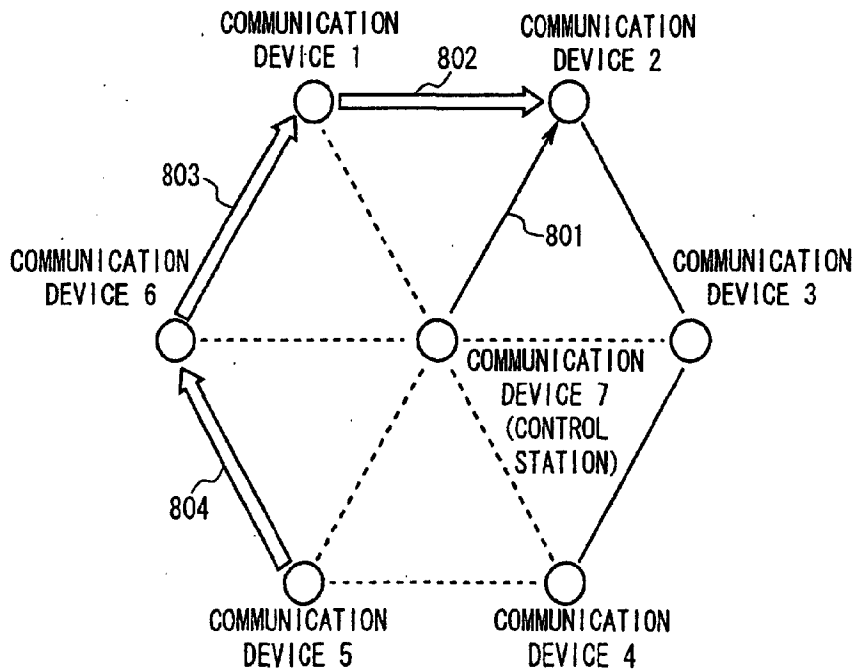 COMMUNICATION
DEVICE 1
802
COMMUNICATION
DEVICE 2
803
801
COMMUNICATION
DEVICE 6
COMMUNICATION
DEVICE 3
COMMUNICATION
DEVICE 7
(CONTROL
STATION)
804
COMMUNICATION
DEVICE 5
COMMUNICATION
DEVICE 4